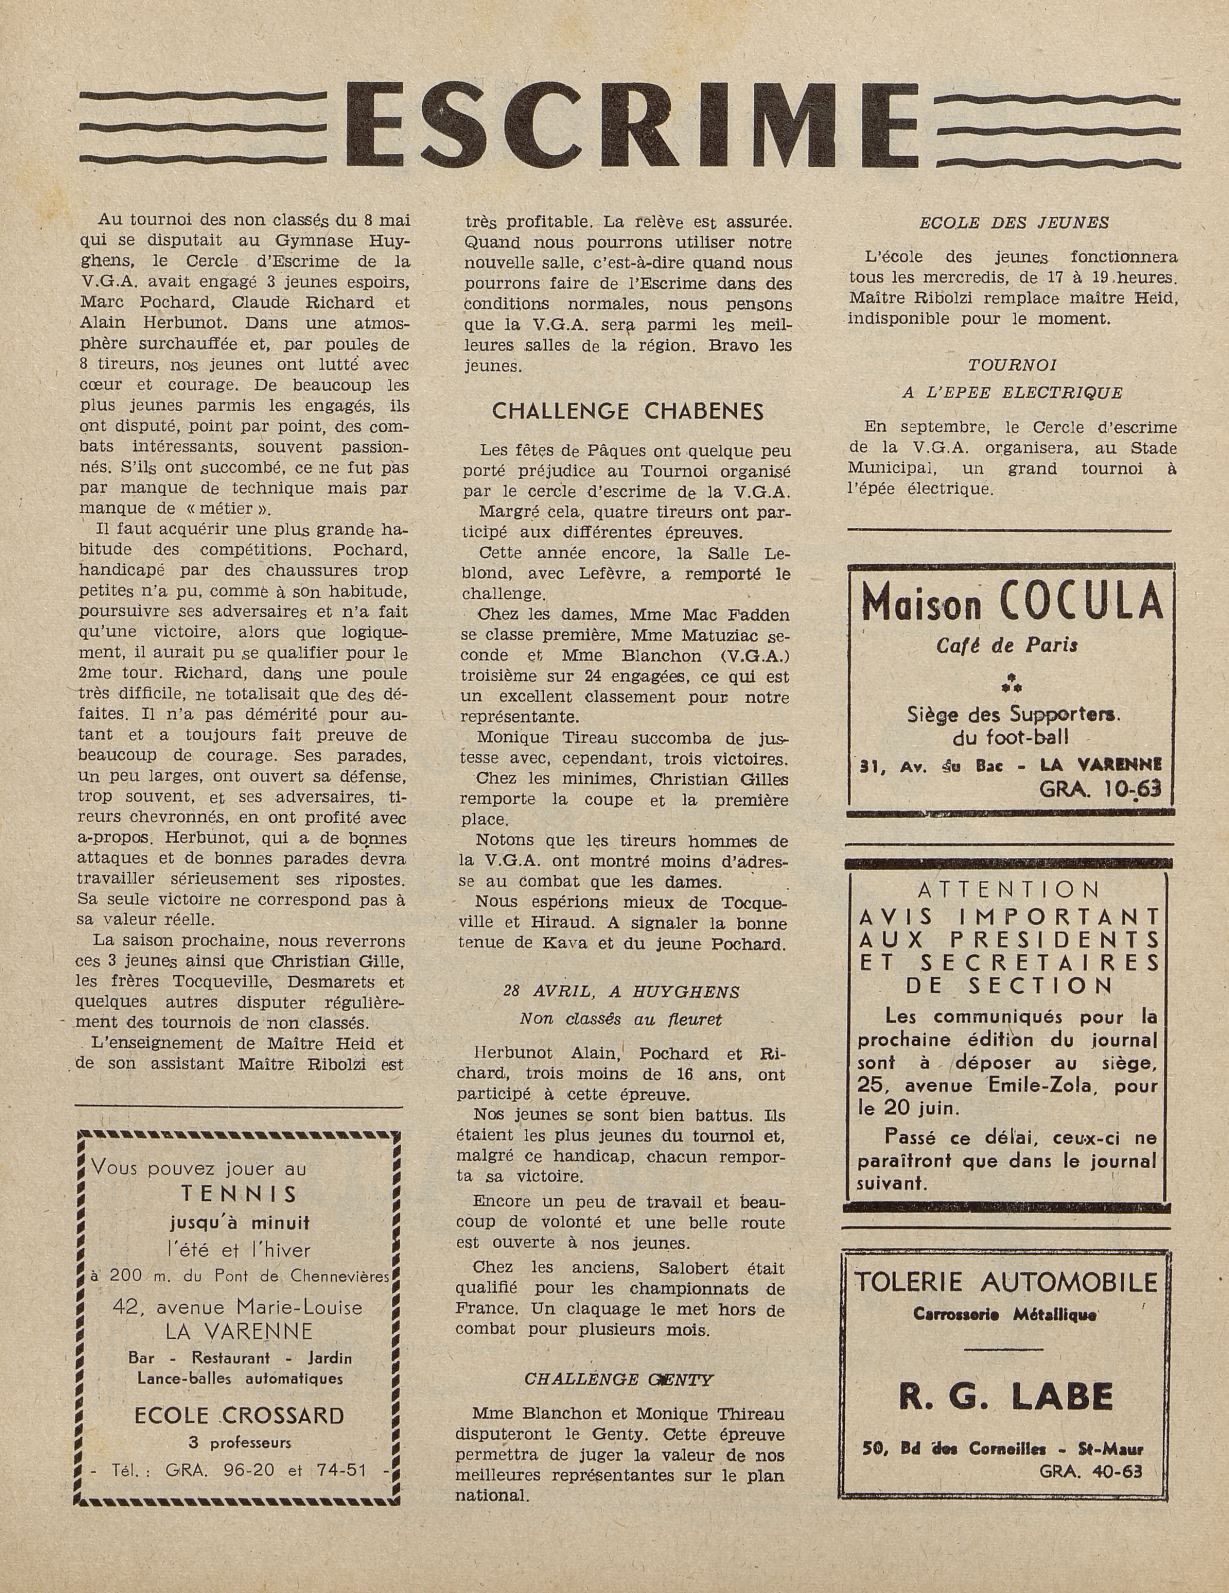 ESCRIME
Au tournoi des non classés du 8 mai
qui se disputait au Gymnase Huy-
ghens, le Cercle d'Escrime de la
V.G.A. avait engagé 3 jeunes espoirs,
Marc Pochard, Claude Richard et
Alain Herbunot. Dans une atmos-
phère surchauffée et, par poules de
8 tireurs, nos jeunes ont lutté avec
cœur et courage. De beaucoup les
plus jeunes parmis les engagés, ils
ont disputé, point par point, des com-
bats intéressants, souvent passion-
nés. S'ils ont succombé, ce ne fut pas
par manque de technique mais par
manque de « métier ».
Il faut acquérir une plus grande ha-
bitude des compétitions. Pochard,
handicapé par des chaussures trop
petites n'a pu, comme à son habitude,
poursuivre ses adversaires et n'a fait
qu'une victoire, alors que logique-
ment, il aurait pu se qualifier pour le
2me tour. Richard, dans une poule
très difficile, ne totalisait que des dé-
faites. Il n'a pas démérité pour au-
tant et a toujours fait preuve de
beaucoup de courage. Ses parades,
un peu larges, ont ouvert sa défense,
trop souvent, et ses adversaires, ti-
reurs chevronnés, en ont profité avec
a-propos. Herbunot, qui a de bonnes
attaques et de bonnes parades devra
travailler sérieusement ses ripostes.
Sa seule victoire ne correspond pas à
sa valeur réelle.
La saison prochaine, nous reverrons
ces 3 jeunes ainsi que Christian Gille,
les frères Tocqueville, Desmarets et
quelques autres disputer régulière-
ment des tournois de non classés.
L'enseignement de Maître Heid et
de son assistant Maître Ribolzi est
Vous pouvez jouer au
TENNIS
jusqu'à minuit
l'été et l'hiver
à 200 m. du Pont de Chennevières
42, avenue Marie-Louise
LA VARENNE
Bar - Restaurant - Jardin
Lance-balles automatiques
ECOLE CROSSARD
3 professeurs
- Tél. : GRA. 96-20 et 74-51 -
très profitable. La relève est assurée.
Quand nous pourrons utiliser notre
nouvelle salle, c'est-à-dire quand nous
pourrons faire de l'Escrime dans des
conditions normales, nous pensons
que la V.G.A. sera parmi les meil-
leures salles de la région. Bravo les
jeunes.
CHALLENGE CHABENES
Les fêtes de Pâques ont quelque peu
porté préjudice au Tournoi organisé
par le cercle d'escrime de la V.G.A.
Margré cela, quatre tireurs ont par-
ticipé aux différentes épreuves.
Cette année encore, la Salle Le-
blond, avec Lefèvre, a remporté le
challenge.
Chez les dames, Mme Mac Fadden
se classe première, Mme Matuziac se-
conde et Mme Blanchon (V.G.A.)
troisième sur 24 engagées, ce qui est
un excellent classement pour notre
représentante.
Monique Tireau succomba de jus-
tesse avec, cependant, trois victoires.
Chez les minimes, Christian Gilles
remporte la coupe et la première
place.
Notons que les tireurs hommes de
la V.G.A. ont montré moins d'adres-
se au combat que les dames.
Nous espérions mieux de Tocque-
ville et Hiraud. A signaler la bonne
tenue de Kava et du jeune Pochard.
28 AVRIL, A HUYGHENS
Non classés au fleuret
Herbunot Alain, Pochard et Ri-
chard, trois moins de 16 ans, ont
participé à cette épreuve.
Nos jeunes se sont bien battus. Ils
étaient les plus jeunes du tournoi et,
malgré ce handicap, chacun rempor-
ta sa victoire.
Encore un peu de travail et beau-
coup de volonté et une belle route
est ouverte à nos jeunes.
Chez les anciens, Salobert était
qualifié pour les championnats de
France. Un claquage le met hors de
combat pour plusieurs mois.
CHALLENGE GENTY
Mme Blanchon et Monique Thireau
disputeront le Genty. Cette épreuve
permettra de juger la valeur de nos
meilleures représentantes sur le plan
national.
ECOLE DES JEUNES
L'école des jeunes fonctionnera
tous les mercredis, de 17 à 19 heures.
Maître Ribolzi remplace maître Heid,
indisponible pour le moment.
TOURNOI
A L'EPEE ELECTRIQUE
En septembre, le Cercle d'escrime
de la V.G.A. organisera, au Stade
Municipal, un grand tournoi à
l'épée électrique.
Maison COCULA
Café de Paris
Siège des Supporters.
du foot-ball
31, Av. du Bac - LA VARENNE
GRA. 10-63
ATTENTION
AVIS IMPORTANT
AUX PRESIDENTS
ET SECRETAIRES
DE SECTION
Les communiqués pour la
prochaine édition du journal
sont à déposer au siège,
25, avenue Emile-Zola, pour
le 20 juin.
Passé ce délai, ceux-ci ne
paraîtront que dans le journal
suivant.
TOLERIE AUTOMOBILE
Carrosserie Métallique
R. G. LABE
50, Bd des Corneilles - St-Maur
GRA. 40-63